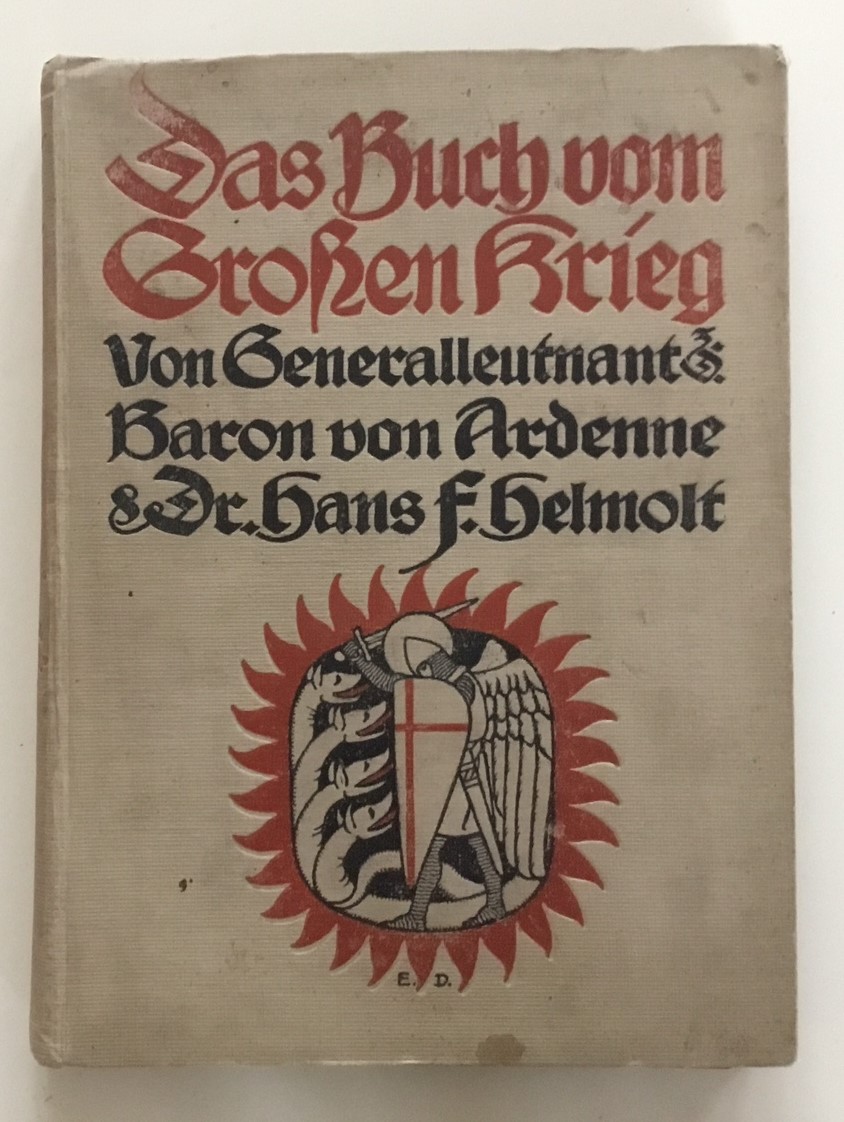 Das Buch vom
Großen Krieg
Von Generalleutnant z. D.
Baron von Ardenne
& Dr. Hans F. Helmolt
E. D.